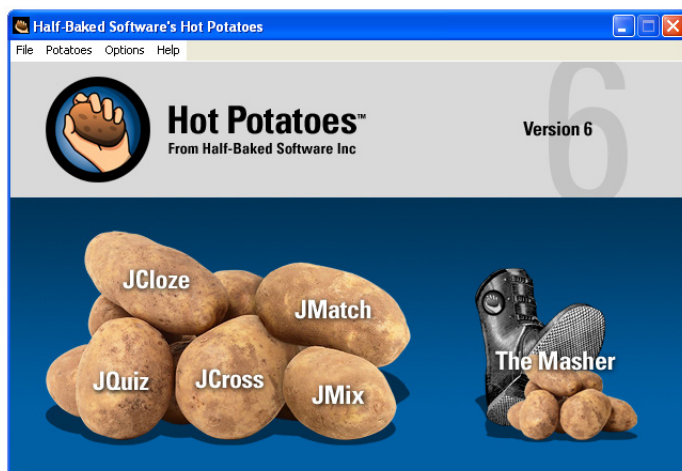 Half-Baked Software's Hot Potatoes
File Potatoes Options Help
Hot Potatoes™
From Half-Baked Software Inc
6
Version 6
JCloze
JMatch
JQuiz
JCross
JMix
The Masher